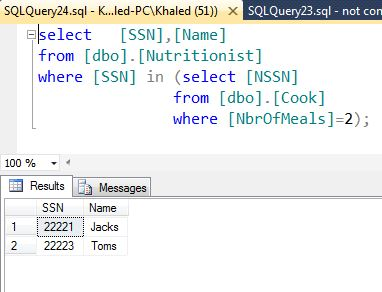 SQLQuery24.sql - K...led-PC\Khaled (51))
SQLQuery23.sql - not con
select [SSN],[Name]
from [dbo].[Nutritionist]
where [SSN] in (select [NSSN]
from [dbo].[Cook]
where [NbrOfMeals]=2);
100 %
Results Messages
SSN Name
1 22221 Jacks
2 22223 Toms